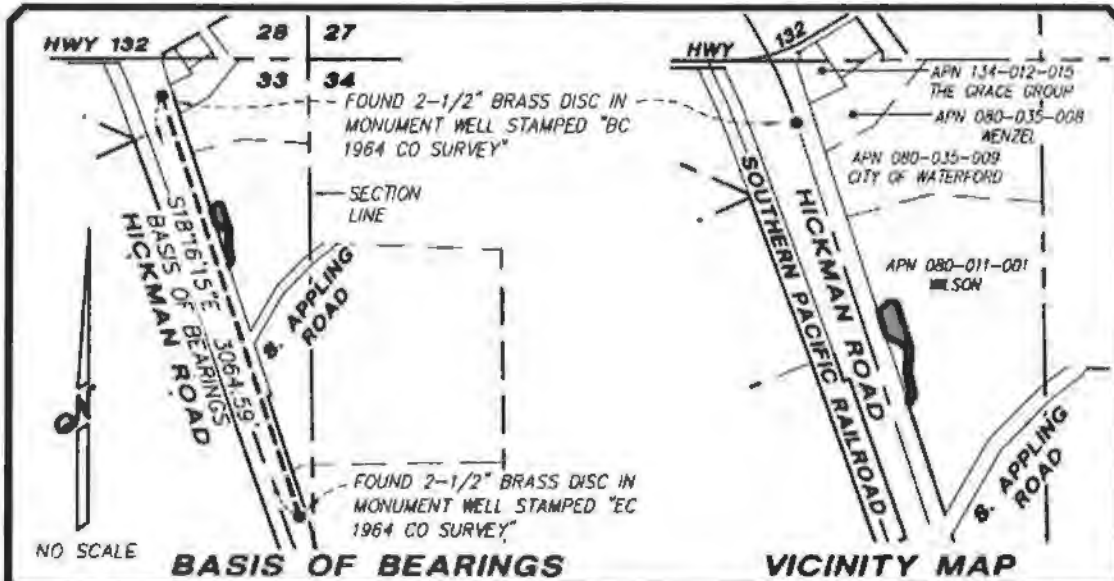 HWY 132
28 27
33 34
FOUND 2-1/2" BRASS DISC IN
MONUMENT WELL STAMPED "BC
1964 CO SURVEY"
SECTION
LINE
S18°16'15"E 3064.59'
BASIS OF BEARINGS
HICKMAN ROAD
S. APPLING
ROAD
FOUND 2-1/2" BRASS DISC IN
MONUMENT WELL STAMPED "EC
1964 CO SURVEY"
N
NO SCALE
BASIS OF BEARINGS
HWY 132
APN 134-012-015
THE GRACE GROUP
APN 080-035-008
WENZEL
APN 080-035-009
CITY OF WATERFORD
SOUTHERN PACIFIC RAILROAD
HICKMAN ROAD
APN 080-011-001
WILSON
S. APPLING
ROAD
VICINITY MAP